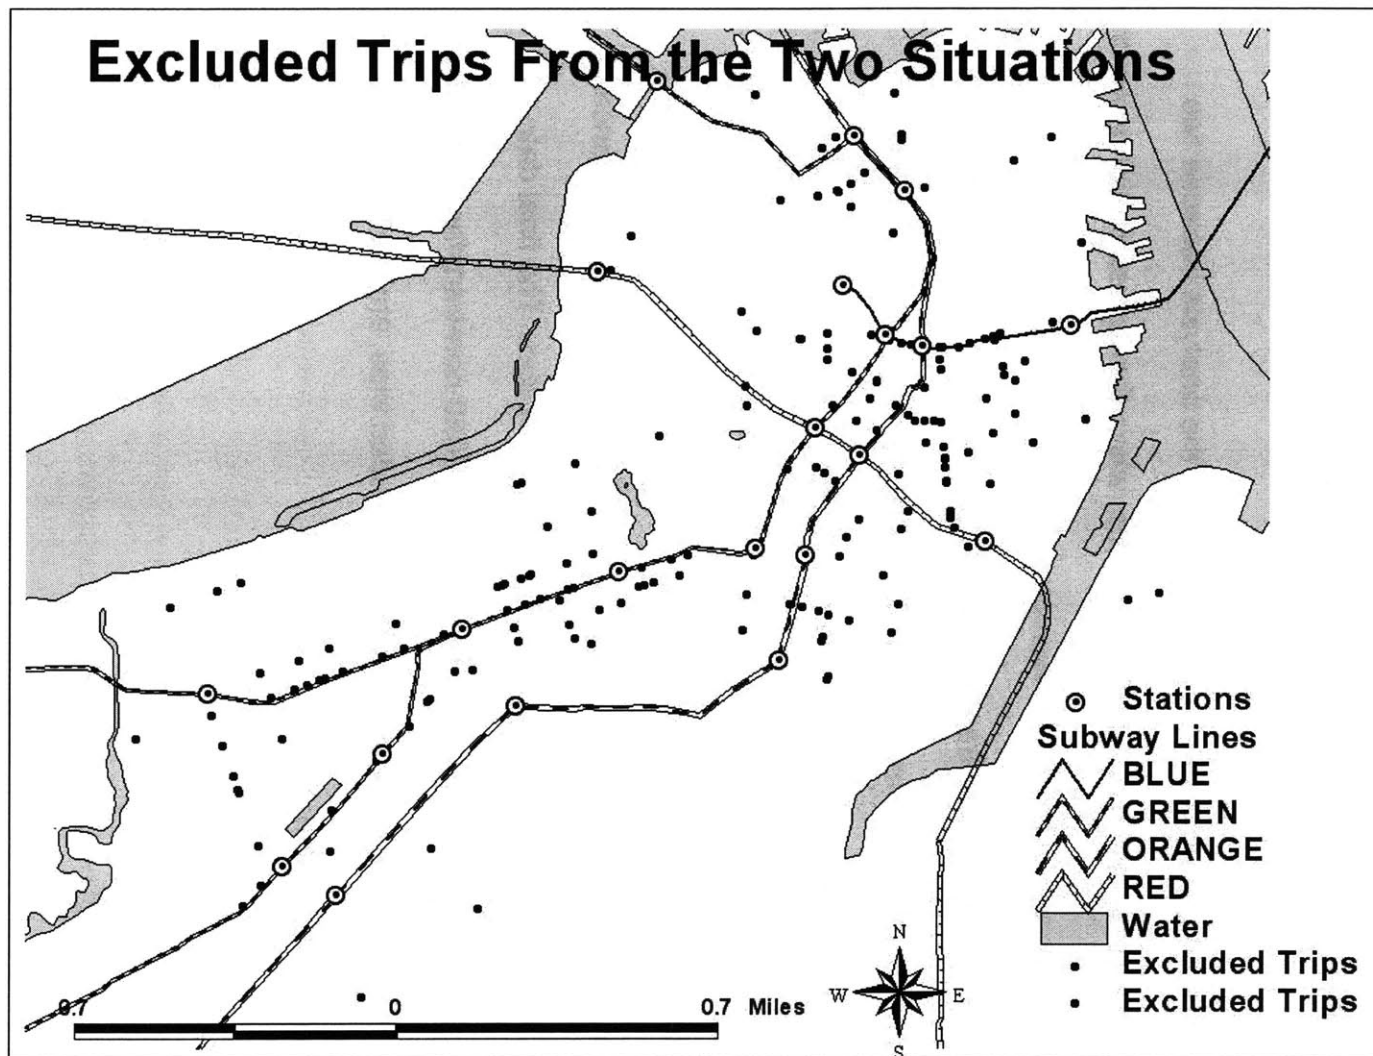 Excluded Trips From the Two Situations
Stations
Subway Lines
BLUE
GREEN
ORANGE
RED
Water
Excluded Trips
Excluded Trips
N
W E
S
0.7 0 0.7 Miles